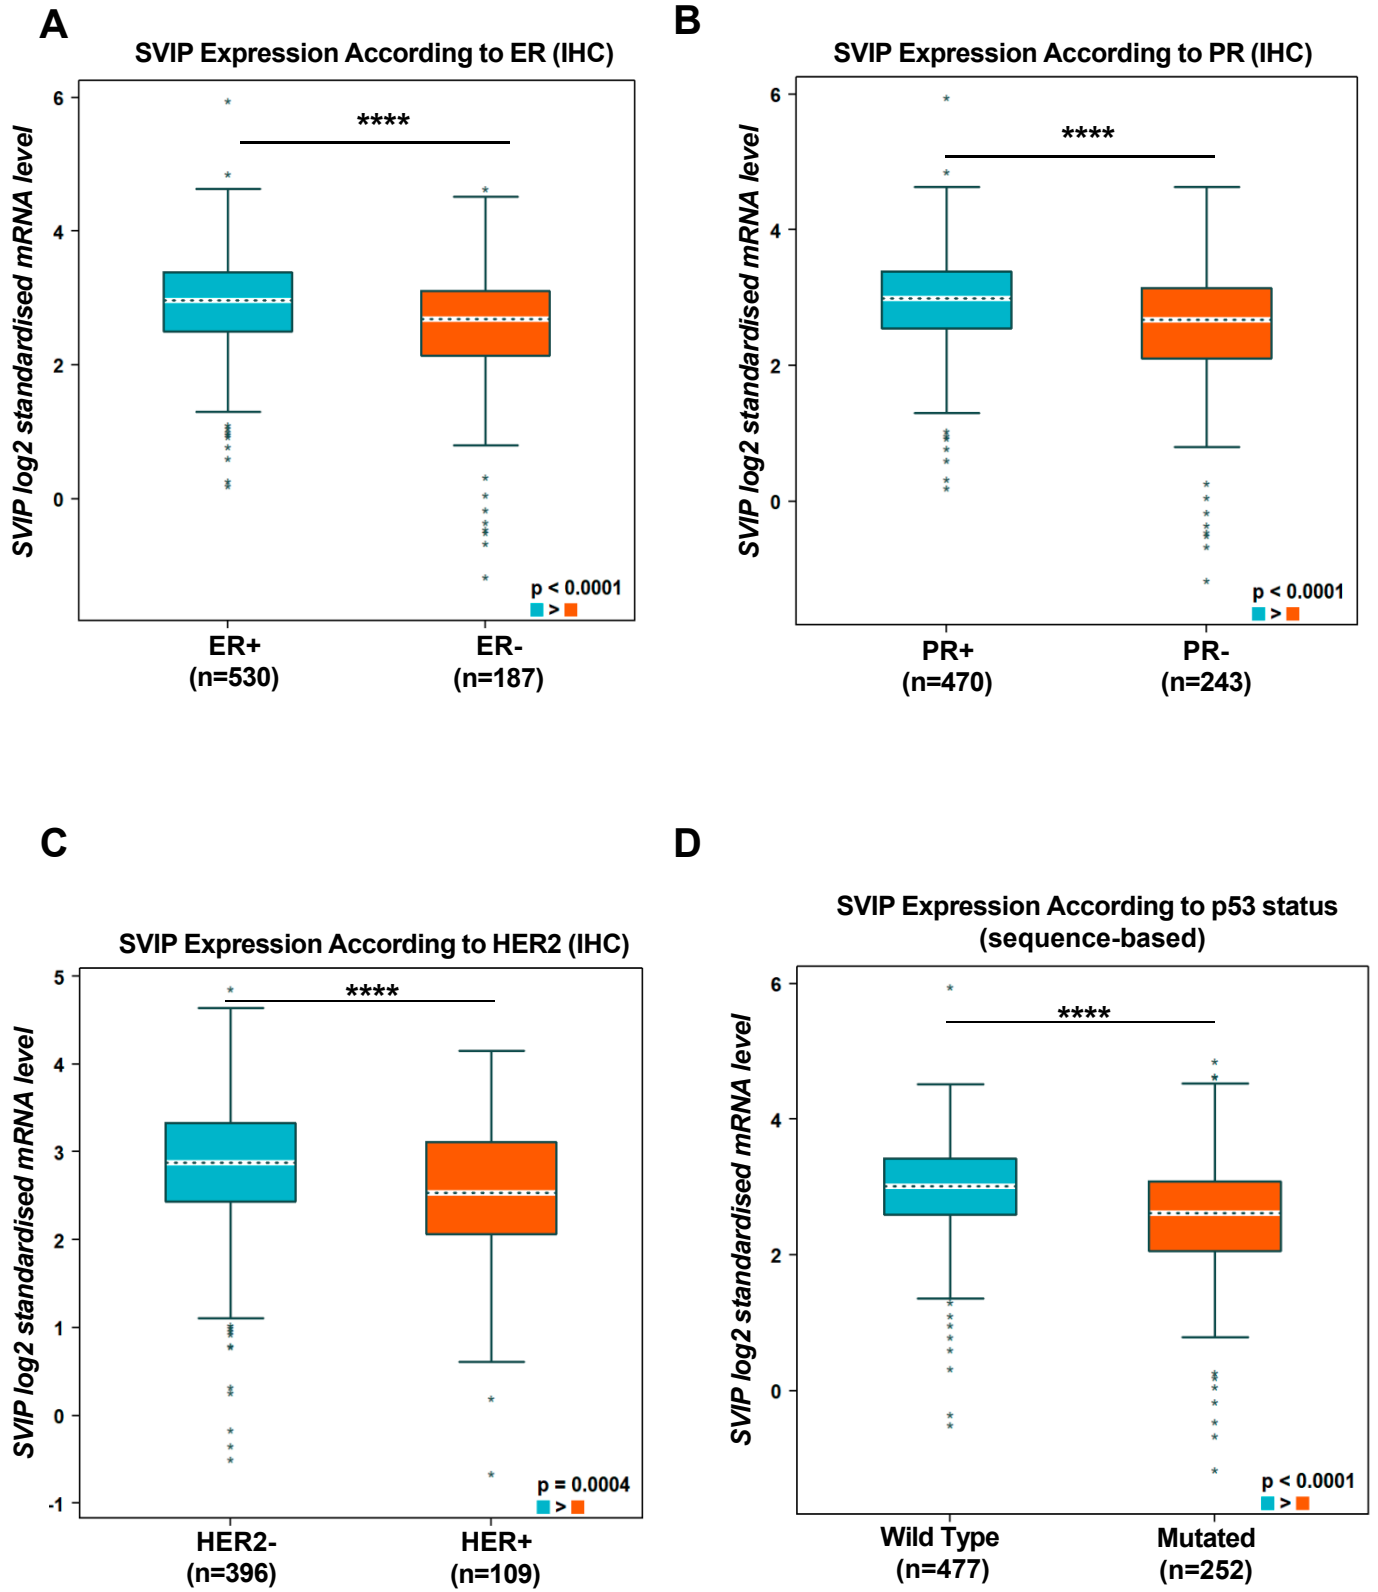 A
SVIP Expression According to ER (IHC)
SVIP log2 standardised mRNA level
6
4
2
0
****
p < 0.0001
>
ER+
(n=530)
ER-
(n=187)
B
SVIP Expression According to PR (IHC)
SVIP log2 standardised mRNA level
6
4
2
0
****
p < 0.0001
>
PR+
(n=470)
PR-
(n=243)
C
SVIP Expression According to HER2 (IHC)
SVIP log2 standardised mRNA level
5
4
3
2
1
0
-1
****
p = 0.0004
>
HER2-
(n=396)
HER+
(n=109)
D
SVIP Expression According to p53 status
(sequence-based)
SVIP log2 standardised mRNA level
6
4
2
0
****
p < 0.0001
>
Wild Type
(n=477)
Mutated
(n=252)